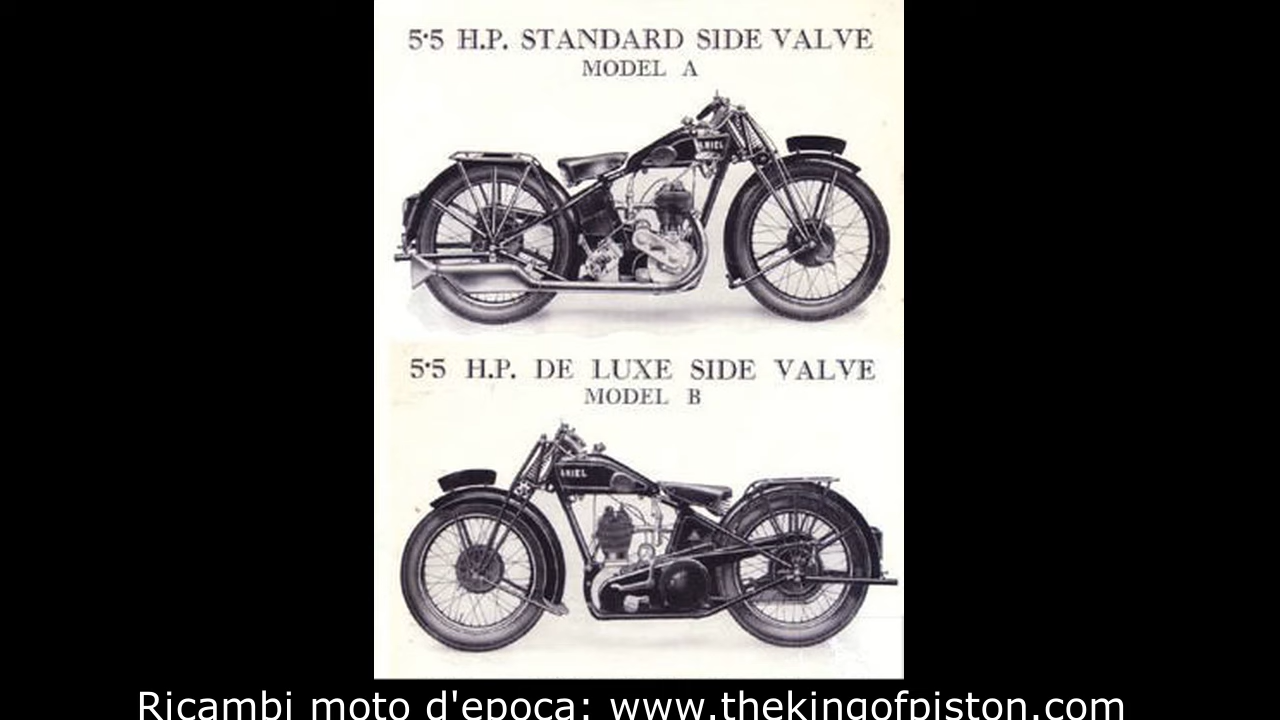 5·5 H.P. STANDARD SIDE VALVE
MODEL A
ARIEL
5·5 H.P. DE LUXE SIDE VALVE
MODEL B
ARIEL
Ricambi moto d'epoca: www.thekingofpiston.com